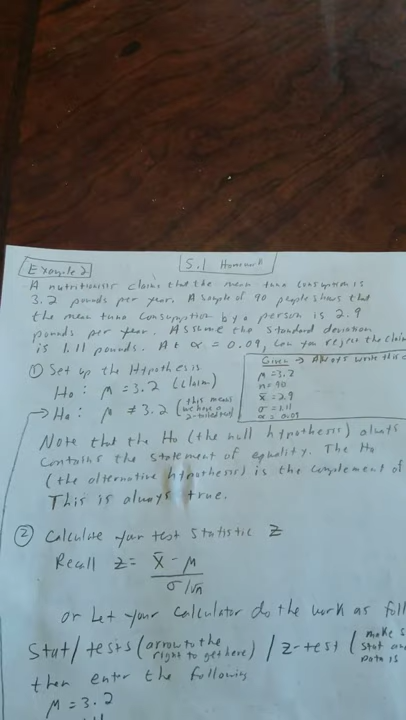 Example 2
5.1 Homework
A nutritionist claims that the mean tuna consumption is
3.2 pounds per year. A sample of 90 people shows that
the mean tuna consumption by a person is 2.9
pounds per year. Assume the standard deviation
is 1.11 pounds. At α = 0.09, can you reject the claim
Given → Always write this
μ = 3.2
n = 90
x̄ = 2.9
σ = 1.11
α = 0.09
① Set up the Hypothesis
Ho: μ = 3.2 (claim)
Ha: μ ≠ 3.2 (this means we have a 2-tailed test)
Note that the Ho (the null hypothesis) always
contains the statement of equality. The Ha
(the alternative hypothesis) is the complement of
This is always true.
② Calculate your test statistic z
Recall z = x̄ - μ
σ/√n
or Let your calculator do the work as
Stat/tests (arrow to the right to get here) / z-test (make s
stat an
Data is
then enter the following
μ = 3.2